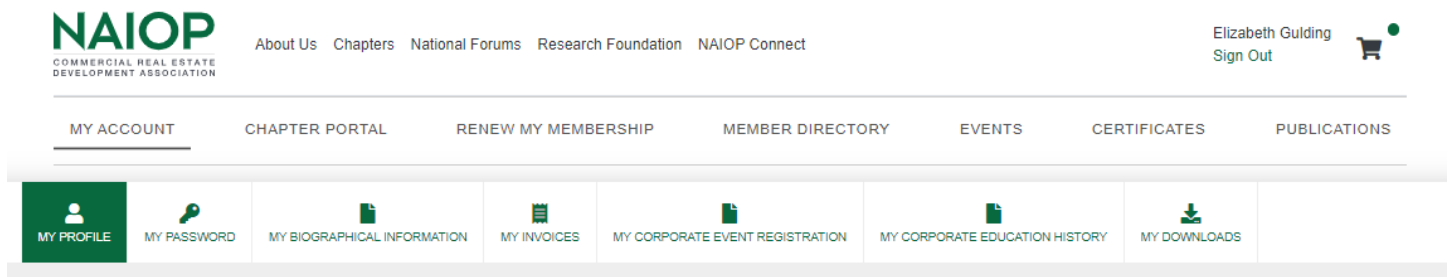 NAIOP
COMMERCIAL REAL ESTATE
DEVELOPMENT ASSOCIATION
About Us Chapters National Forums Research Foundation NAIOP Connect
Elizabeth Gulding
Sign Out
MY ACCOUNT CHAPTER PORTAL RENEW MY MEMBERSHIP MEMBER DIRECTORY EVENTS CERTIFICATES PUBLICATIONS
MY PROFILE MY PASSWORD MY BIOGRAPHICAL INFORMATION MY INVOICES MY CORPORATE EVENT REGISTRATION MY CORPORATE EDUCATION HISTORY MY DOWNLOADS